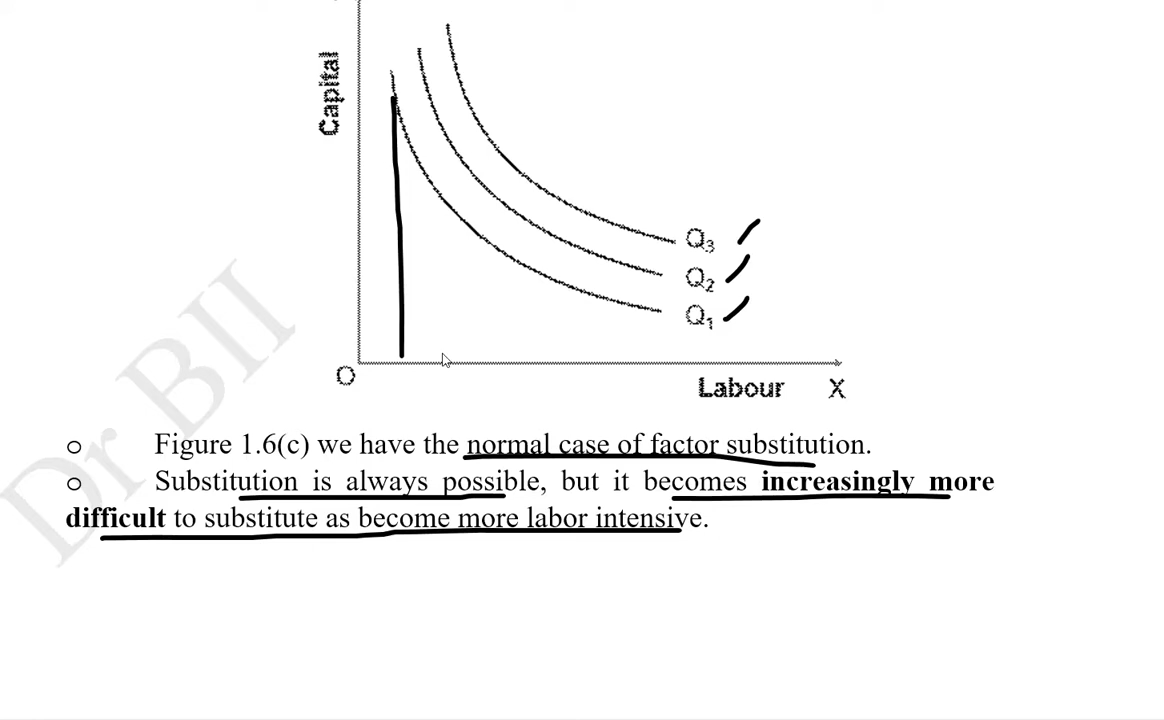 Capital
Q3
Q2
Q1
O
Labour X
Dr BII
o Figure 1.6(c) we have the normal case of factor substitution.
o Substitution is always possible, but it becomes increasingly more
difficult to substitute as become more labor intensive.